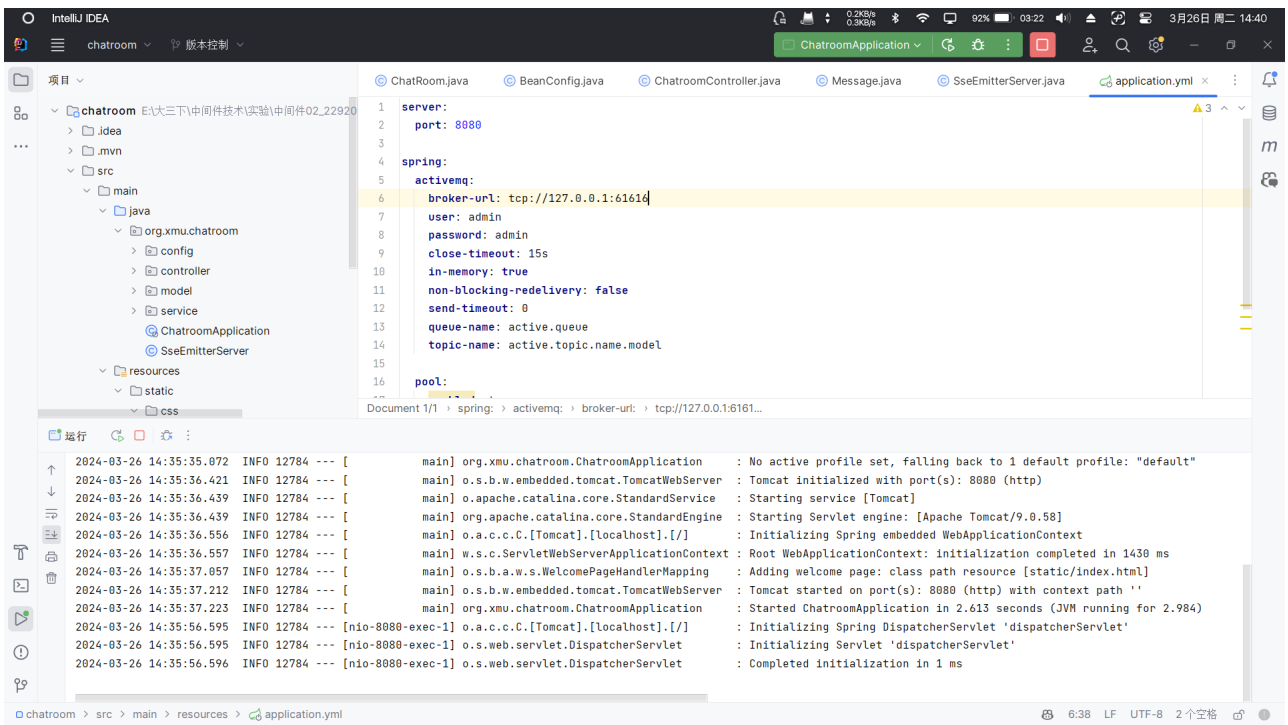 IntelliJ IDEA
0.2KB/s
0.3KB/s
92%
03:22
3月26日 周二 14:40
chatroom
版本控制
ChatroomApplication
项目
ChatRoom.java
BeanConfig.java
ChatroomController.java
Message.java
SseEmitterServer.java
application.yml
chatroom E:\大三下\中间件技术\实验\中间件02_22920
.idea
.mvn
src
main
java
org.xmu.chatroom
config
controller
model
service
ChatroomApplication
SseEmitterServer
resources
static
css
3
1 server:
2 port: 8080
3
4 spring:
5 activemq:
6 broker-url: tcp://127.0.0.1:61616
7 user: admin
8 password: admin
9 close-timeout: 15s
10 in-memory: true
11 non-blocking-redelivery: false
12 send-timeout: 0
13 queue-name: active.queue
14 topic-name: active.topic.name.model
15
16 pool:
Document 1/1 › spring: › activemq: › broker-url: › tcp://127.0.0.1:6161...
运行
2024-03-26 14:35:35.072 INFO 12784 --- [ main] org.xmu.chatroom.ChatroomApplication : No active profile set, falling back to 1 default profile: "default"
2024-03-26 14:35:36.421 INFO 12784 --- [ main] o.s.b.w.embedded.tomcat.TomcatWebServer : Tomcat initialized with port(s): 8080 (http)
2024-03-26 14:35:36.439 INFO 12784 --- [ main] o.apache.catalina.core.StandardService : Starting service [Tomcat]
2024-03-26 14:35:36.439 INFO 12784 --- [ main] org.apache.catalina.core.StandardEngine : Starting Servlet engine: [Apache Tomcat/9.0.58]
2024-03-26 14:35:36.556 INFO 12784 --- [ main] o.a.c.c.C.[Tomcat].[localhost].[/] : Initializing Spring embedded WebApplicationContext
2024-03-26 14:35:36.557 INFO 12784 --- [ main] w.s.c.ServletWebServerApplicationContext : Root WebApplicationContext: initialization completed in 1430 ms
2024-03-26 14:35:37.057 INFO 12784 --- [ main] o.s.b.a.w.s.WelcomePageHandlerMapping : Adding welcome page: class path resource [static/index.html]
2024-03-26 14:35:37.212 INFO 12784 --- [ main] o.s.b.w.embedded.tomcat.TomcatWebServer : Tomcat started on port(s): 8080 (http) with context path ''
2024-03-26 14:35:37.223 INFO 12784 --- [ main] org.xmu.chatroom.ChatroomApplication : Started ChatroomApplication in 2.613 seconds (JVM running for 2.984)
2024-03-26 14:35:56.595 INFO 12784 --- [nio-8080-exec-1] o.a.c.c.C.[Tomcat].[localhost].[/] : Initializing Spring DispatcherServlet 'dispatcherServlet'
2024-03-26 14:35:56.595 INFO 12784 --- [nio-8080-exec-1] o.s.web.servlet.DispatcherServlet : Initializing Servlet 'dispatcherServlet'
2024-03-26 14:35:56.596 INFO 12784 --- [nio-8080-exec-1] o.s.web.servlet.DispatcherServlet : Completed initialization in 1 ms
chatroom > src > main > resources > application.yml
6:38 LF UTF-8 2个空格